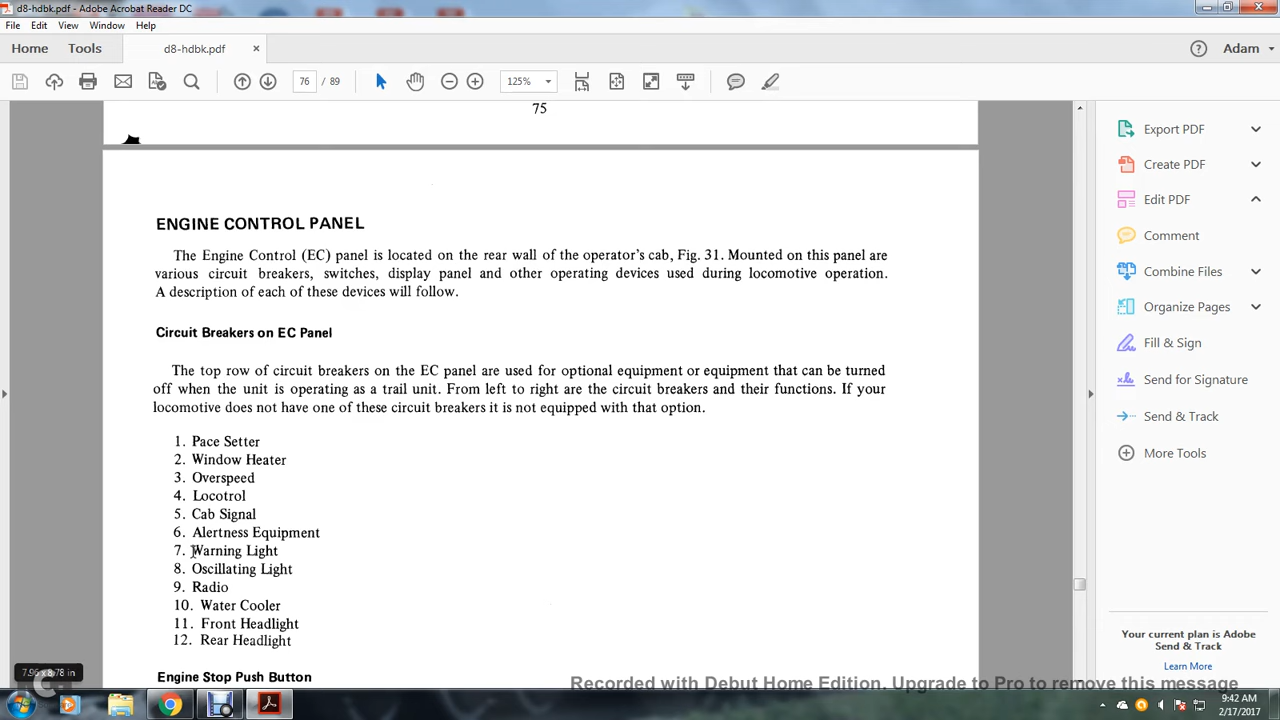 d8-hdbk.pdf - Adobe Acrobat Reader DC
File Edit View Window Help
Home Tools d8-hdbk.pdf × Adam
76 / 89 125%
75
ENGINE CONTROL PANEL
The Engine Control (EC) panel is located on the rear wall of the operator's cab, Fig. 31. Mounted on this panel are
various circuit breakers, switches, display panel and other operating devices used during locomotive operation.
A description of each of these devices will follow.
Circuit Breakers on EC Panel
The top row of circuit breakers on the EC panel are used for optional equipment or equipment that can be turned
off when the unit is operating as a trail unit. From left to right are the circuit breakers and their functions. If your
locomotive does not have one of these circuit breakers it is not equipped with that option.
1. Pace Setter
2. Window Heater
3. Overspeed
4. Locotrol
5. Cab Signal
6. Alertness Equipment
7. Warning Light
8. Oscillating Light
9. Radio
10. Water Cooler
11. Front Headlight
12. Rear Headlight
Engine Stop Push Button
Export PDF
Create PDF
Edit PDF
Comment
Combine Files
Organize Pages
Fill & Sign
Send for Signature
Send & Track
More Tools
Your current plan is Adobe
Send & Track
Learn More
7.96 x 8.78 in
Recorded with Debut Home Edition. Upgrade to Pro to remove this message
9:42 AM
2/17/2017